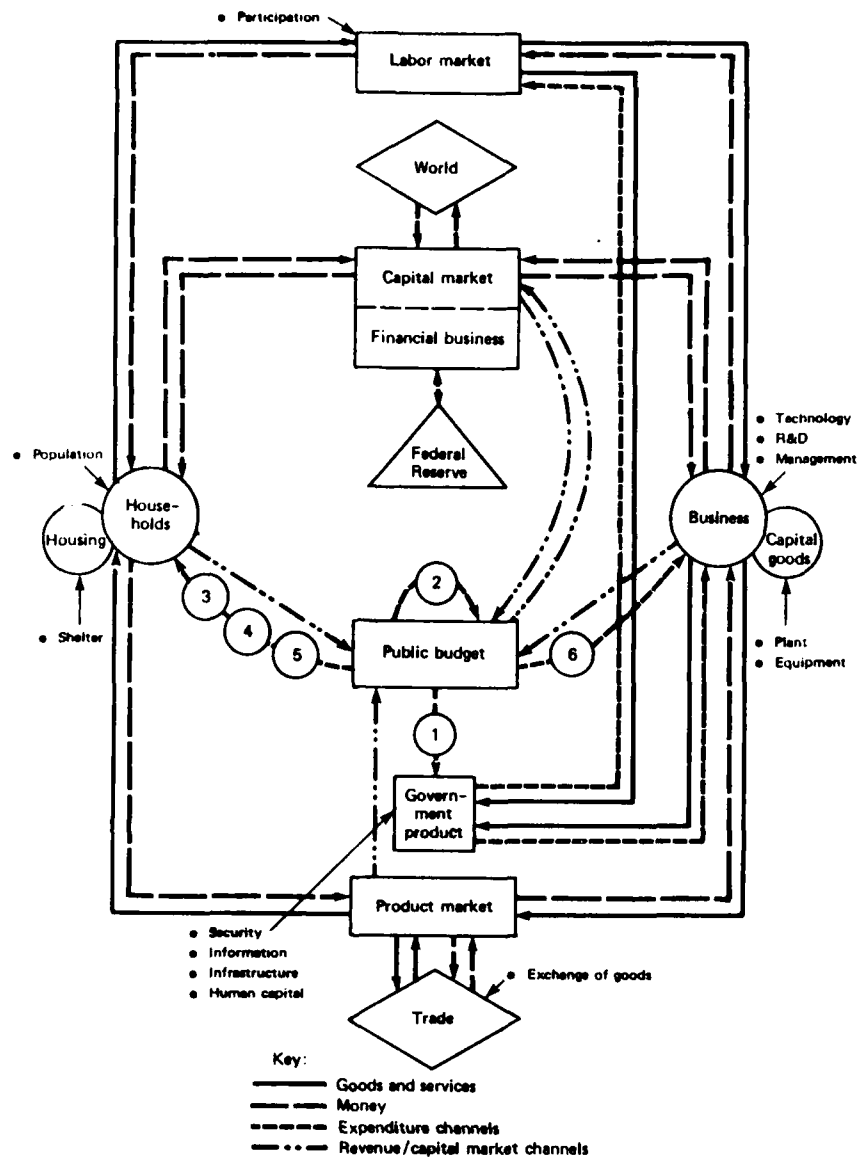 • Participation
Labor market
World
Capital market
Financial business
Federal
Reserve
• Technology
• R&D
• Management
• Population
House-
holds
Housing
Business
Capital
goods
• Shelter
3
4
5
2
Public budget
6
• Plant
• Equipment
1
Govern-
ment
product
Product market
• Security
• Information
• Infrastructure
• Human capital
• Exchange of goods
Trade
Key:
Goods and services
Money
Expenditure channels
Revenue/capital market channels